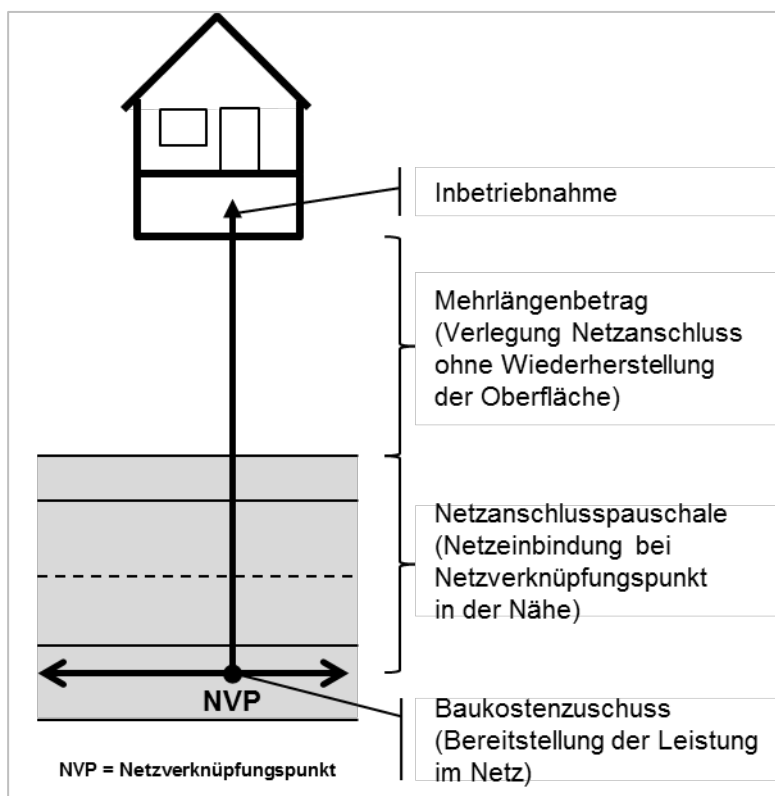 Inbetriebnahme
Mehrlängenbetrag
(Verlegung Netzanschluss
ohne Wiederherstellung
der Oberfläche)
Netzanschlusspauschale
(Netzeinbindung bei
Netzverknüpfungspunkt
in der Nähe)
NVP
Baukostenzuschuss
(Bereitstellung der Leistung
im Netz)
NVP = Netzverknüpfungspunkt